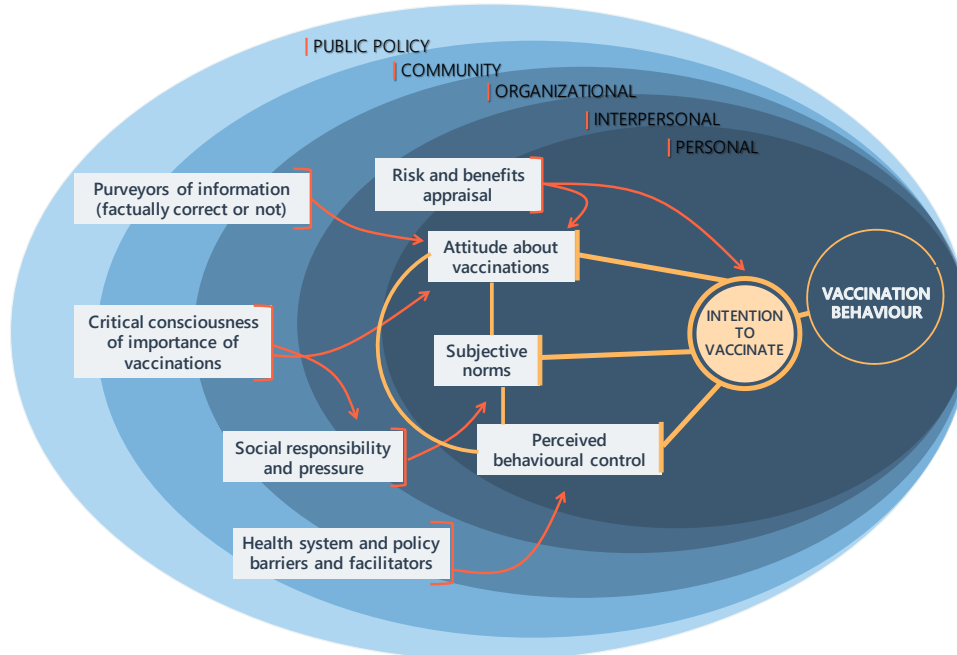 PUBLIC POLICY
COMMUNITY
ORGANIZATIONAL
INTERPERSONAL
PERSONAL
Purveyors of information
(factually correct or not)
Risk and benefits
appraisal
Attitude about
vaccinations
Critical consciousness
of importance of
vaccinations
Subjective
norms
INTENTION
TO
VACCINATE
VACCINATION
BEHAVIOUR
Social responsibility
and pressure
Perceived
behavioural control
Health system and policy
barriers and facilitators